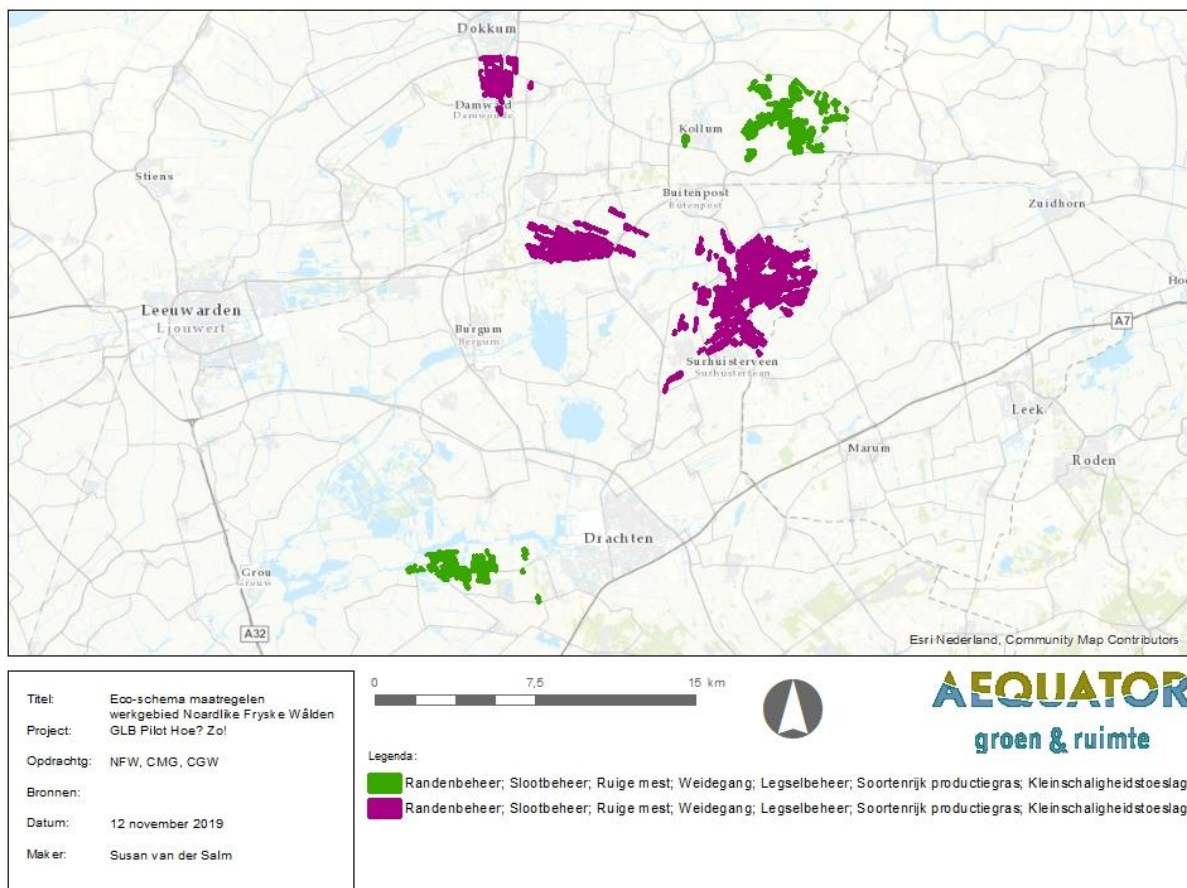 Dokkum
Damwâld
Damwoude
Kollum
Stiens
Buitenpost
Bûtenpost
Zuidhorn
Leeuwarden
Ljouwert
Burgum
Bergum
A7
Surhuisterveen
Surhústerfean
Leek
Marum
Roden
Drachten
Grou
Grouw
A32
Esri Nederland, Community Map Contributors
Titel: Eco-schema maatregelen
werkgebied Noardlike Fryske Wâlden
Project: GLB Pilot Hoe? Zo!
Opdrachtg: NFW, CMG, CGW
Bronnen:
Datum: 12 november 2019
Maker: Susan van der Salm
0 7,5 15 km
AEQUATOR
groen & ruimte
Legenda:
Randenbeheer; Slootbeheer; Ruige mest; Weidegang; Legselbeheer; Soortenrijk productiegras; Kleinschaligheidstoeslag
Randenbeheer; Slootbeheer; Ruige mest; Weidegang; Legselbeheer; Soortenrijk productiegras; Kleinschaligheidstoeslag